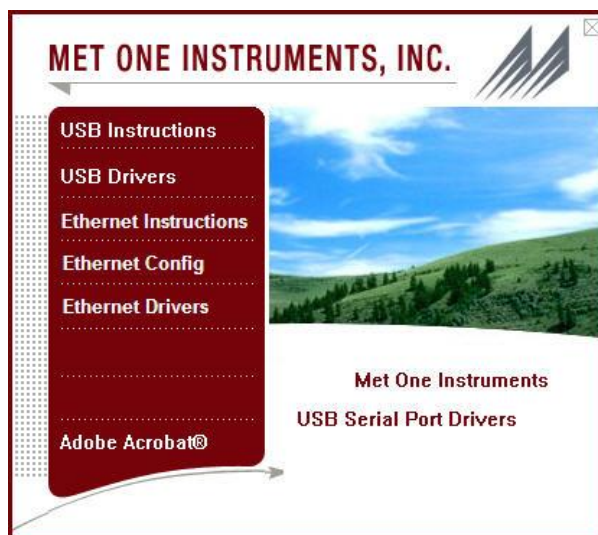 MET ONE INSTRUMENTS, INC.
USB Instructions
USB Drivers
Ethernet Instructions
Ethernet Config
Ethernet Drivers
Adobe Acrobat®
Met One Instruments
USB Serial Port Drivers